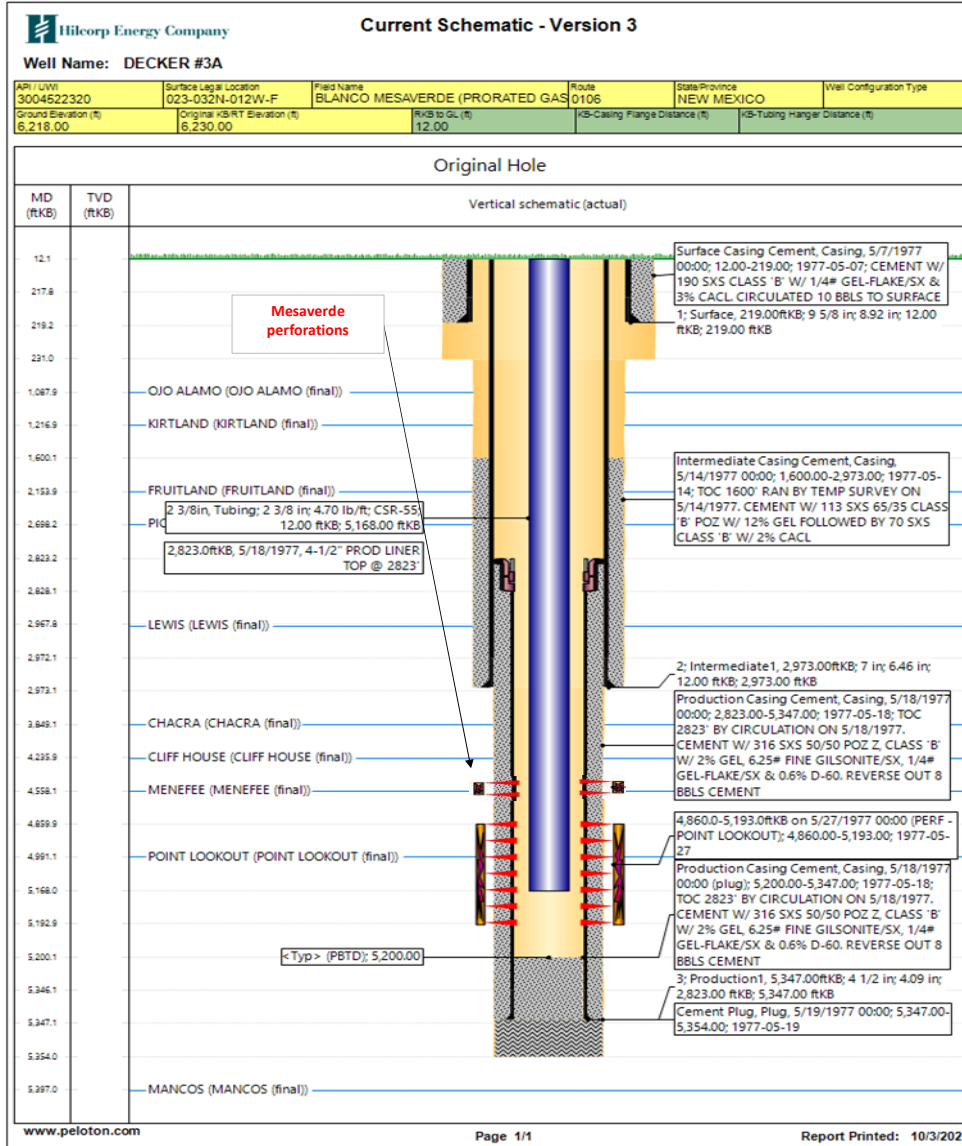 Hilcorp Energy Company
Current Schematic - Version 3
Well Name: DECKER #3A
API / UWI
3004522320
Surface Legal Location
023-032N-012W-F
Field Name
BLANCO MESAVERDE (PRORATED GAS
Route
0106
State/Province
NEW MEXICO
Well Configuration Type
Ground Elevation (ft)
6,218.00
Original KB/RT Elevation (ft)
6,230.00
RKB to GL (ft)
12.00
KB-Casing Flange Distance (ft)
KB-Tubing Hanger Distance (ft)
Original Hole
MD
(ftKB)
TVD
(ftKB)
Vertical schematic (actual)
12.1
217.8
219.2
231.0
1,087.9
1,216.9
1,600.1
2,153.9
2,698.2
2,823.2
2,828.1
2,967.8
2,972.1
2,973.1
3,849.1
4,235.9
4,558.1
4,859.9
4,991.1
5,168.0
5,192.9
5,200.1
5,346.1
5,347.1
5,354.0
5,397.0
Mesaverde
perforations
OJO ALAMO (OJO ALAMO (final))
KIRTLAND (KIRTLAND (final))
FRUITLAND (FRUITLAND (final))
2 3/8in, Tubing; 2 3/8 in; 4.70 lb/ft; CSR-55;
12.00 ftKB; 5,168.00 ftKB
2,823.0ftKB, 5/18/1977, 4-1/2" PROD LINER
TOP @ 2823'
LEWIS (LEWIS (final))
CHACRA (CHACRA (final))
CLIFF HOUSE (CLIFF HOUSE (final))
MENEFEE (MENEFEE (final))
POINT LOOKOUT (POINT LOOKOUT (final))
<Typ> (PBTD); 5,200.00
MANCOS (MANCOS (final))
Surface Casing Cement, Casing, 5/7/1977
00:00; 12.00-219.00; 1977-05-07; CEMENT W/
190 SXS CLASS 'B' W/ 1/4# GEL-FLAKE/SX &
3% CACL. CIRCULATED 10 BBLS TO SURFACE
1; Surface, 219.00ftKB; 9 5/8 in; 8.92 in; 12.00
ftKB; 219.00 ftKB
Intermediate Casing Cement, Casing,
5/14/1977 00:00; 1,600.00-2,973.00; 1977-05-
14; TOC 1600' RAN BY TEMP SURVEY ON
5/14/1977. CEMENT W/ 113 SXS 65/35 CLASS
'B' POZ W/ 12% GEL FOLLOWED BY 70 SXS
CLASS 'B' W/ 2% CACL
2; Intermediate1, 2,973.00ftKB; 7 in; 6.46 in;
12.00 ftKB; 2,973.00 ftKB
Production Casing Cement, Casing, 5/18/1977
00:00; 2,823.00-5,347.00; 1977-05-18; TOC
2823' BY CIRCULATION ON 5/18/1977.
CEMENT W/ 316 SXS 50/50 POZ Z, CLASS 'B'
W/ 2% GEL, 6.25# FINE GILSONITE/SX, 1/4#
GEL-FLAKE/SX & 0.6% D-60. REVERSE OUT 8
BBLS CEMENT
4,860.0-5,193.0ftKB on 5/27/1977 00:00 (PERF -
POINT LOOKOUT); 4,860.00-5,193.00; 1977-05-
27
Production Casing Cement, Casing, 5/18/1977
00:00 (plug); 5,200.00-5,347.00; 1977-05-18;
TOC 2823' BY CIRCULATION ON 5/18/1977.
CEMENT W/ 316 SXS 50/50 POZ Z, CLASS 'B'
W/ 2% GEL, 6.25# FINE GILSONITE/SX, 1/4#
GEL-FLAKE/SX & 0.6% D-60. REVERSE OUT 8
BBLS CEMENT
3; Production1, 5,347.00ftKB; 4 1/2 in; 4.09 in;
2,823.00 ftKB; 5,347.00 ftKB
Cement Plug, Plug, 5/19/1977 00:00; 5,347.00-
5,354.00; 1977-05-19
www.peloton.com
Page 1/1
Report Printed: 10/3/202